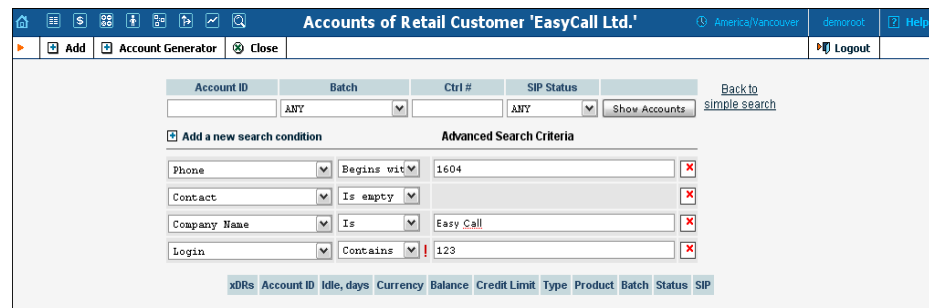 Accounts of Retail Customer 'EasyCall Ltd.' America/Vancouver demoroot ? Help
Add Account Generator Close Logout
Account ID Batch Ctrl # SIP Status
ANY ANY Show Accounts
Back to
simple search
Add a new search condition Advanced Search Criteria
Phone Begins wit 1604
Contact Is empty
Company Name Is Easy Call
Login Contains ! 123
xDRs Account ID Idle, days Currency Balance Credit Limit Type Product Batch Status SIP